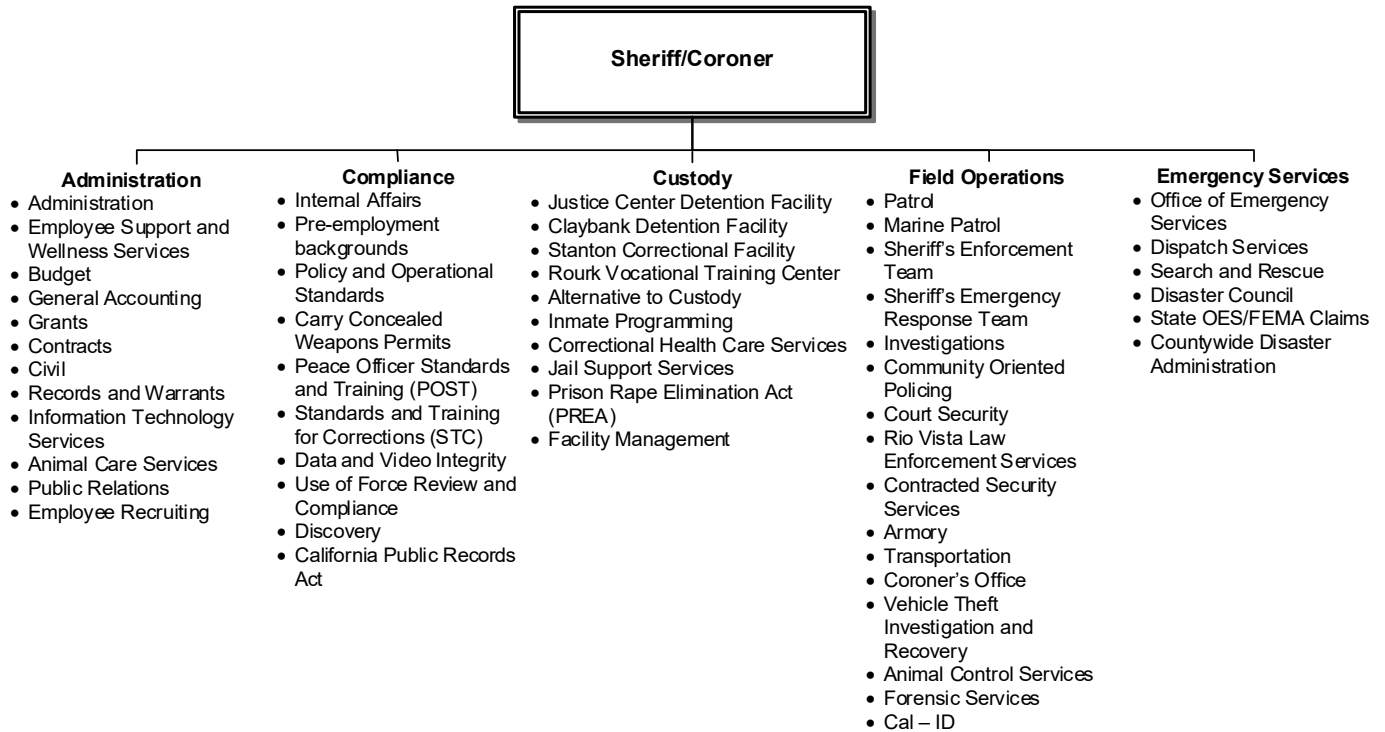 Sheriff/Coroner
Administration
• Administration
• Employee Support and
Wellness Services
• Budget
• General Accounting
• Grants
• Contracts
• Civil
• Records and Warrants
• Information Technology
Services
• Animal Care Services
• Public Relations
• Employee Recruiting
Compliance
• Internal Affairs
• Pre-employment
backgrounds
• Policy and Operational
Standards
• Carry Concealed
Weapons Permits
• Peace Officer Standards
and Training (POST)
• Standards and Training
for Corrections (STC)
• Data and Video Integrity
• Use of Force Review and
Compliance
• Discovery
• California Public Records
Act
Custody
• Justice Center Detention Facility
• Claybank Detention Facility
• Stanton Correctional Facility
• Rourk Vocational Training Center
• Alternative to Custody
• Inmate Programming
• Correctional Health Care Services
• Jail Support Services
• Prison Rape Elimination Act
(PREA)
• Facility Management
Field Operations
• Patrol
• Marine Patrol
• Sheriff's Enforcement
Team
• Sheriff's Emergency
Response Team
• Investigations
• Community Oriented
Policing
• Court Security
• Rio Vista Law
Enforcement Services
• Contracted Security
Services
• Armory
• Transportation
• Coroner's Office
• Vehicle Theft
Investigation and
Recovery
• Animal Control Services
• Forensic Services
• Cal – ID
Emergency Services
• Office of Emergency
Services
• Dispatch Services
• Search and Rescue
• Disaster Council
• State OES/FEMA Claims
• Countywide Disaster
Administration